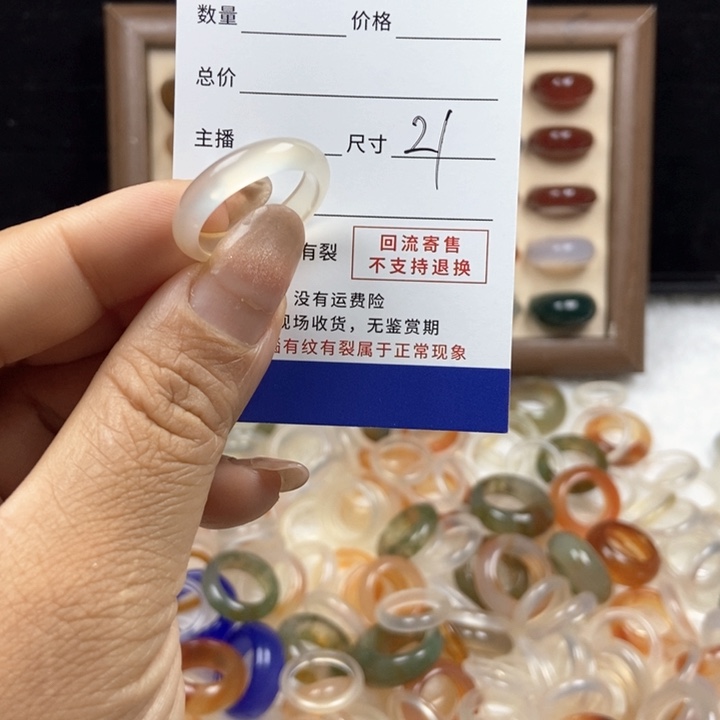 数量 价格
总价
主播 尺寸 21
有裂
回流寄售
不支持退换
没有运费险
现场收货，无鉴赏期
有纹有裂属于正常现象